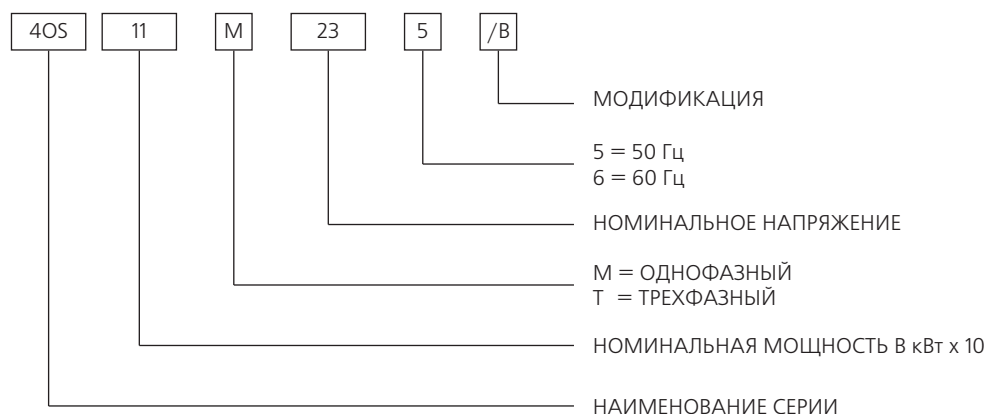 4OS 11 M 23 5 /B
МОДИФИКАЦИЯ
5 = 50 Гц
6 = 60 Гц
НОМИНАЛЬНОЕ НАПРЯЖЕНИЕ
М = ОДНОФАЗНЫЙ
Т = ТРЕХФАЗНЫЙ
НОМИНАЛЬНАЯ МОЩНОСТЬ В кВт х 10
НАИМЕНОВАНИЕ СЕРИИ